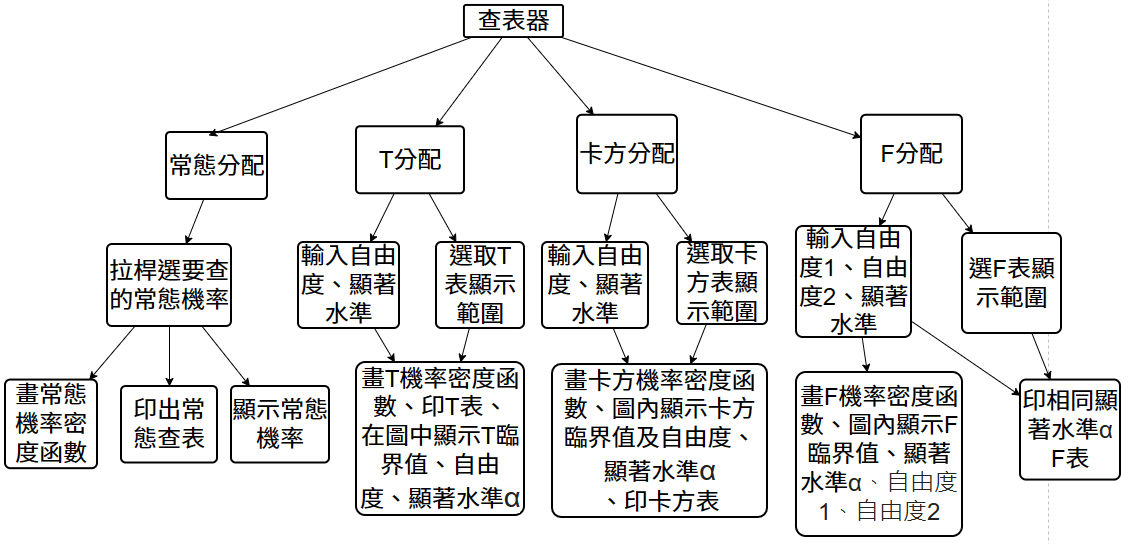 查表器
常態分配
T分配
卡方分配
F分配
拉桿選要查
的常態機率
輸入自由
度、顯著
水準
選取T
表顯示
範圍
輸入自由
度、顯著
水準
選取卡
方表顯
示範圍
輸入自由
度1、自由
度2、顯著
水準
選F表顯
示範圍
畫常態
機率密
度函數
印出常
態查表
顯示常態
機率
畫T機率密度函
數、印T表、
在圖中顯示T臨
界值、自由
度、顯著水準α
畫卡方機率密度函
數、圖內顯示卡方
臨界值及自由度、
顯著水準α
、印卡方表
畫F機率密度函
數、圖內顯示F
臨界值、顯著
水準α、自由度
1、自由度2
印相同顯
著水準α
F表